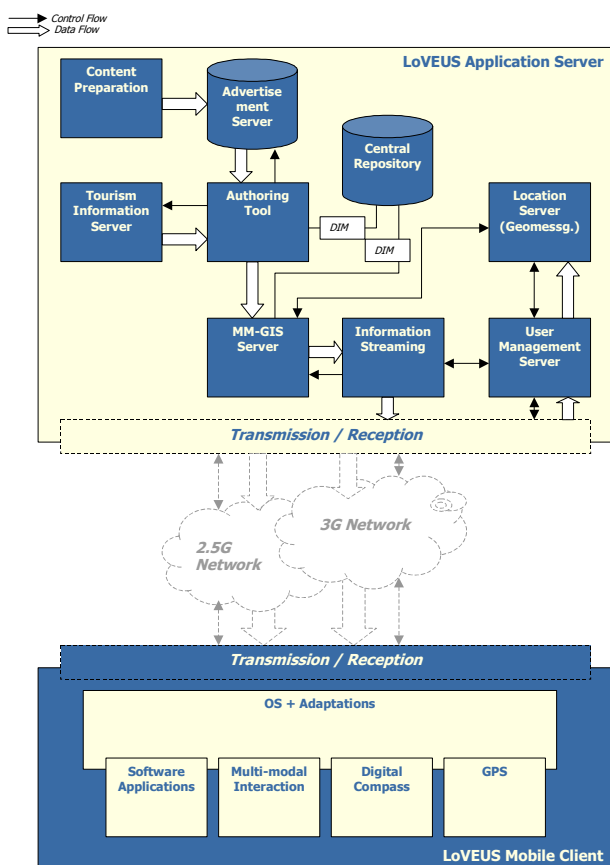 Control Flow
Data Flow
LoVEUS Application Server
Content
Preparation
Advertise
ment
Server
Central
Repository
Tourism
Information
Server
Authoring
Tool
Location
Server
(Geomessg.)
DIM
DIM
MM-GIS
Server
Information
Streaming
User
Management
Server
Transmission / Reception
3G Network
2.5G
Network
Transmission / Reception
OS + Adaptations
Software
Applications
Multi-modal
Interaction
Digital
Compass
GPS
LoVEUS Mobile Client